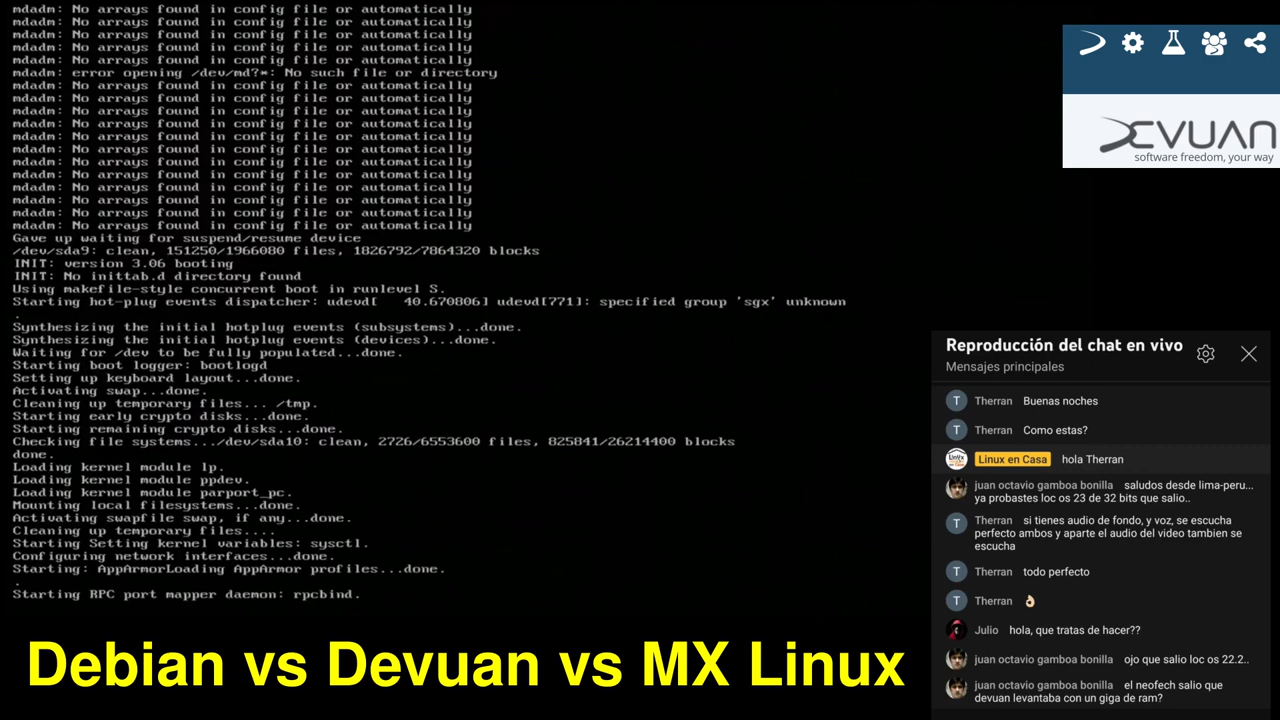 mdadm: No arrays found in config file or automatically
mdadm: No arrays found in config file or automatically
mdadm: No arrays found in config file or automatically
mdadm: No arrays found in config file or automatically
mdadm: No arrays found in config file or automatically
mdadm: error opening /dev/md?*: No such file or directory
mdadm: No arrays found in config file or automatically
mdadm: No arrays found in config file or automatically
mdadm: No arrays found in config file or automatically
mdadm: No arrays found in config file or automatically
mdadm: No arrays found in config file or automatically
mdadm: No arrays found in config file or automatically
mdadm: No arrays found in config file or automatically
mdadm: No arrays found in config file or automatically
mdadm: No arrays found in config file or automatically
mdadm: No arrays found in config file or automatically
mdadm: No arrays found in config file or automatically
mdadm: No arrays found in config file or automatically
Gave up waiting for suspend/resume device
/dev/sda9: clean, 151250/1966080 files, 1826792/7864320 blocks
INIT: version 3.06 booting
INIT: No inittab.d directory found
Using makefile-style concurrent boot in runlevel S.
Starting hot-plug events dispatcher: udevd[   40.670806] udevd[771]: specified group 'sgx' unknown
.
Synthesizing the initial hotplug events (subsystems)...done.
Synthesizing the initial hotplug events (devices)...done.
Waiting for /dev to be fully populated...done.
Starting boot logger: bootlogd
Setting up keyboard layout...done.
Activating swap...done.
Cleaning up temporary files... /tmp.
Starting early crypto disks...done.
Starting remaining crypto disks...done.
Checking file systems.../dev/sda10: clean, 2726/6553600 files, 825841/26214400 blocks
done.
Loading kernel module lp.
Loading kernel module ppdev.
Loading kernel module parport_pc.
Mounting local filesystems...done.
Activating swapfile swap, if any...done.
Cleaning up temporary files....
Starting Setting kernel variables: sysctl.
Configuring network interfaces...done.
Starting: AppArmorLoading AppArmor profiles...done.
.
Starting RPC port mapper daemon: rpcbind.
DEVUAN
software freedom, your way
Reproducción del chat en vivo
Mensajes principales
T Therran Buenas noches
T Therran Como estas?
Linux en Casa hola Therran
juan octavio gamboa bonilla saludos desde lima-peru...
ya probastes loc os 23 de 32 bits que salio..
T Therran si tienes audio de fondo, y voz, se escucha
perfecto ambos y aparte el audio del video tambien se
escucha
T Therran todo perfecto
T Therran 👌🏼
Julio hola, que tratas de hacer??
juan octavio gamboa bonilla ojo que salio loc os 22.2..
juan octavio gamboa bonilla el neofech salio que
devuan levantaba con un giga de ram?
Debian vs Devuan vs MX Linux